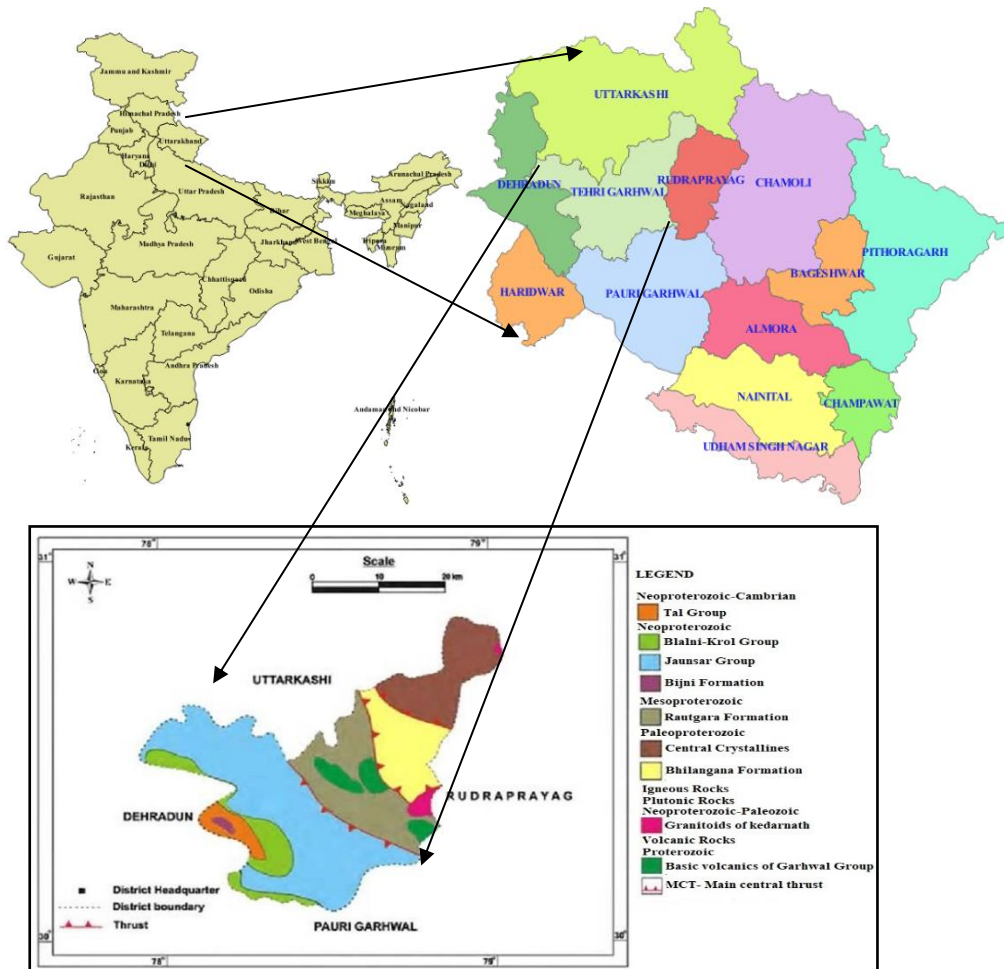 Jammu and Kashmir
Himachal Pradesh
Punjab
Uttarakhand
Haryana
Delhi
Rajasthan
Uttar Pradesh
Sikkim
Arunachal Pradesh
Assam
Nagaland
Meghalaya
Manipur
Bihar
Tripura
Mizoram
Jharkhand
West Bengal
Gujarat
Madhya Pradesh
Chhattisgarh
Odisha
Maharashtra
Telangana
Goa
Andhra Pradesh
Karnataka
Andaman and Nicobar
Tamil Nadu
Kerala
UTTARKASHI
DEHRADUN
TEHRI GARHWAL
RUDRAPRAYAG
CHAMOLI
PITHORAGARH
HARIDWAR
PAURI GARHWAL
BAGESHWAR
ALMORA
NAINITAL
CHAMPAWAT
UDHAM SINGH NAGAR
78°
79°
31°
31°
N
W E
S
Scale
0 10 20 km
UTTARKASHI
DEHRADUN
RUDRAPRAYAG
PAURI GARHWAL
District Headquarter
District boundary
Thrust
30°
30°
78°
79°
LEGEND
Neoproterozoic-Cambrian
Tal Group
Neoproterozoic
Blalni-Krol Group
Jaunsar Group
Bijni Formation
Mesoproterozoic
Rautgara Formation
Paleoproterozoic
Central Crystallines
Bhilangana Formation
Igneous Rocks
Plutonic Rocks
Neoproterozoic-Paleozoic
Granitoids of kedarnath
Volcanic Rocks
Proterozoic
Basic volcanics of Garhwal Group
MCT- Main central thrust